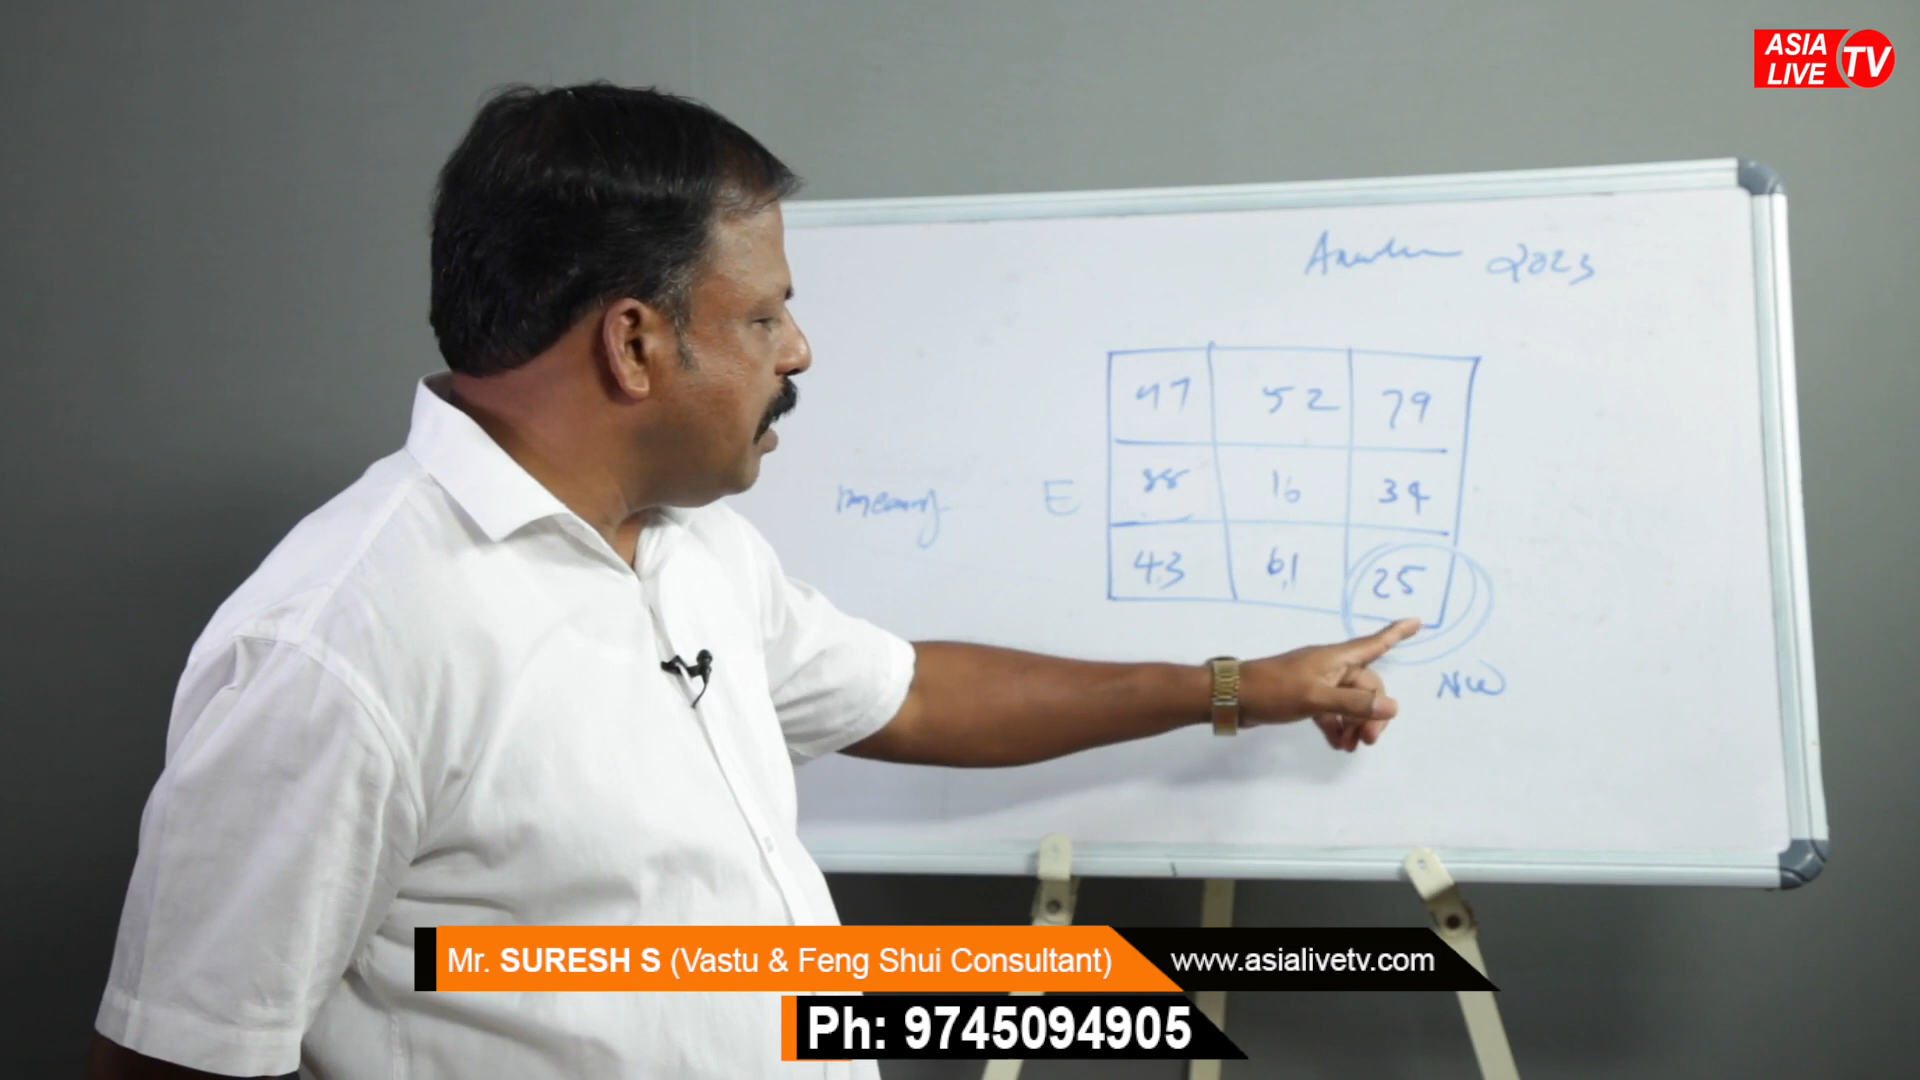 ASIA
LIVE TV
2023
97 52 79
E 88 16 34
43 61 25
NW
Mr. SURESH S (Vastu & Feng Shui Consultant) www.asialivetv.com
Ph: 9745094905